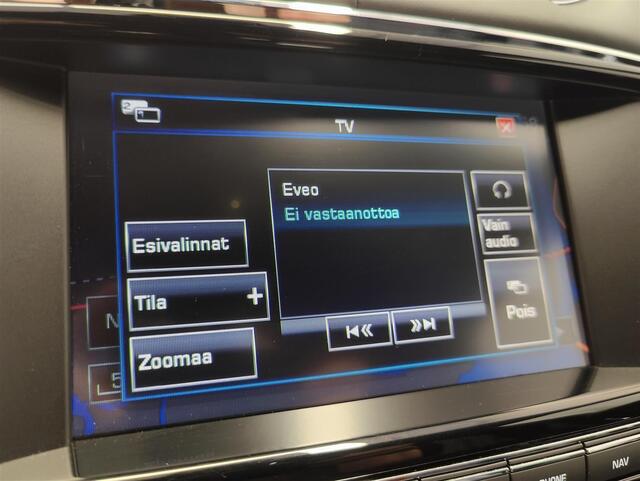 TV
Eveo
Ei vastaanottoa
Esivalinnat
Tila +
Zoomaa
Vain
audio
Pois
NAV